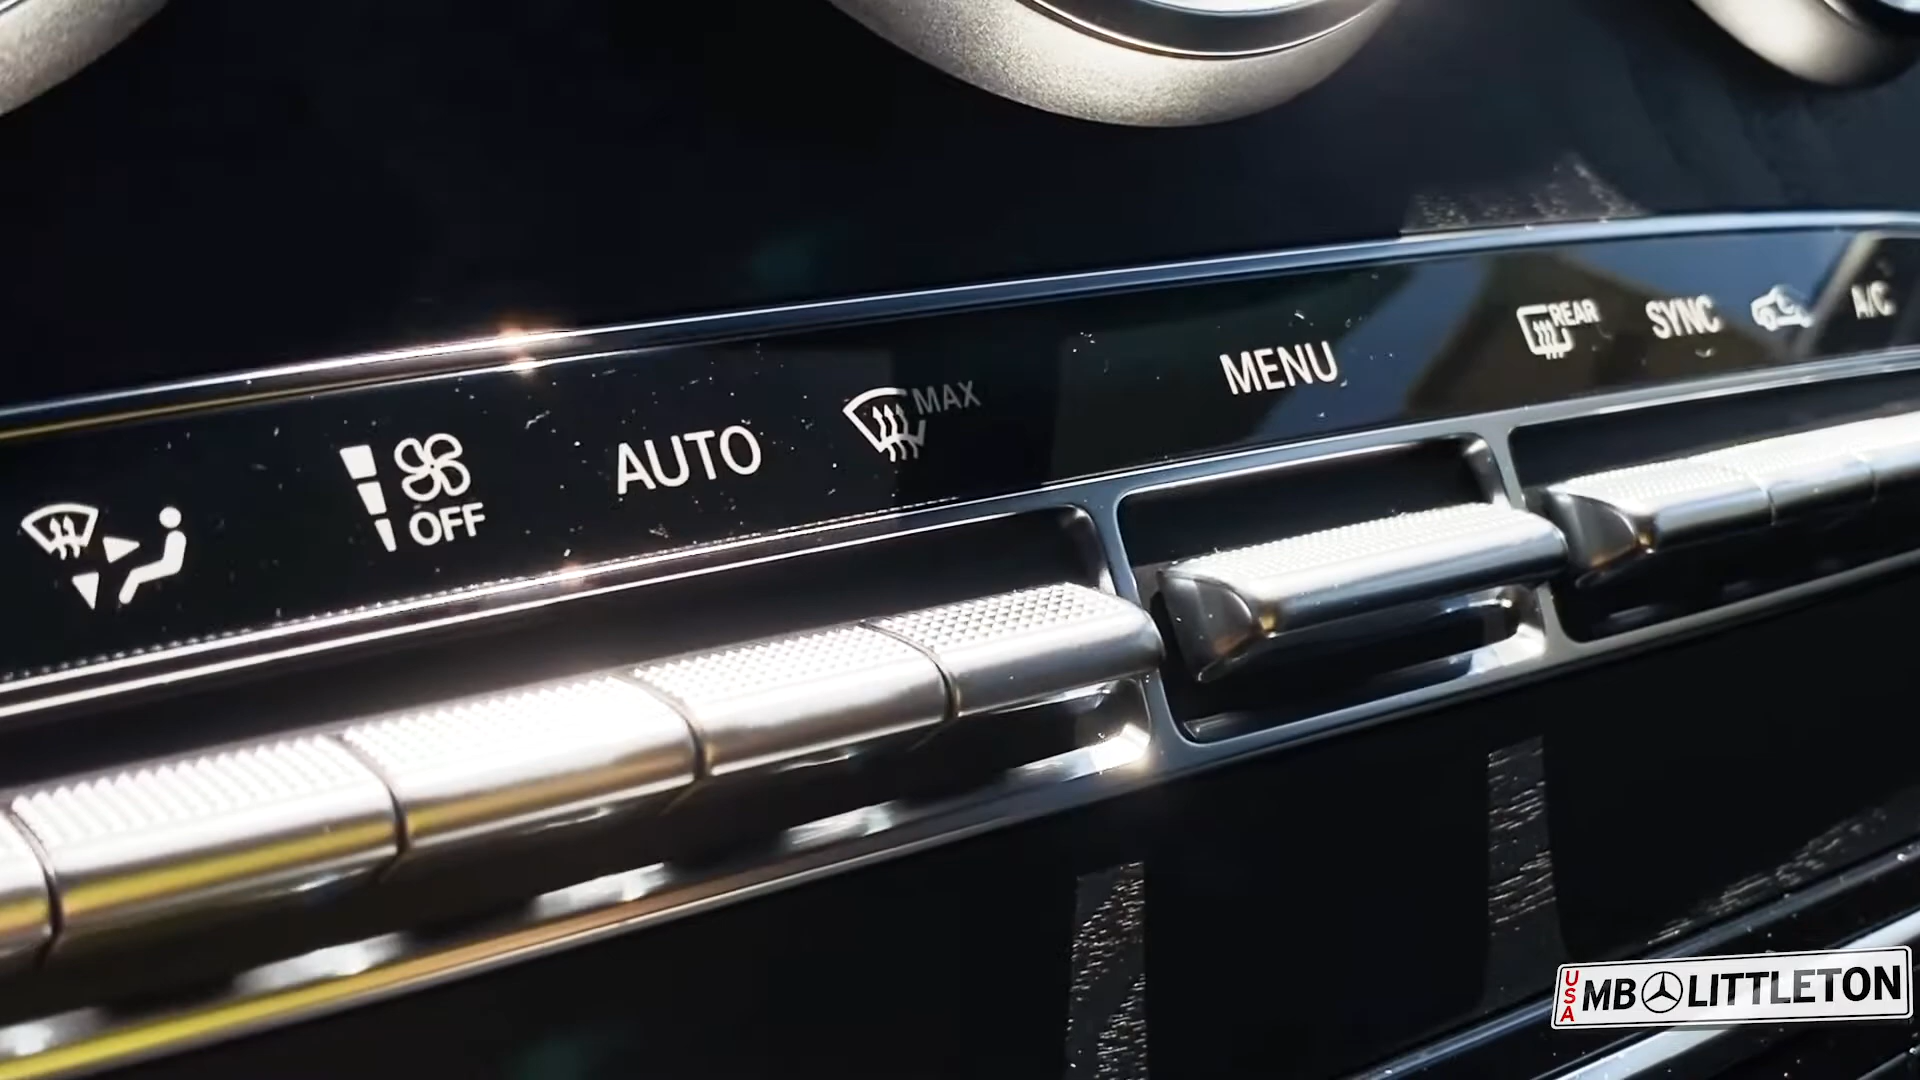 OFF
AUTO
MAX
MENU
REAR
SYNC
A/C
USA
MB LITTLETON